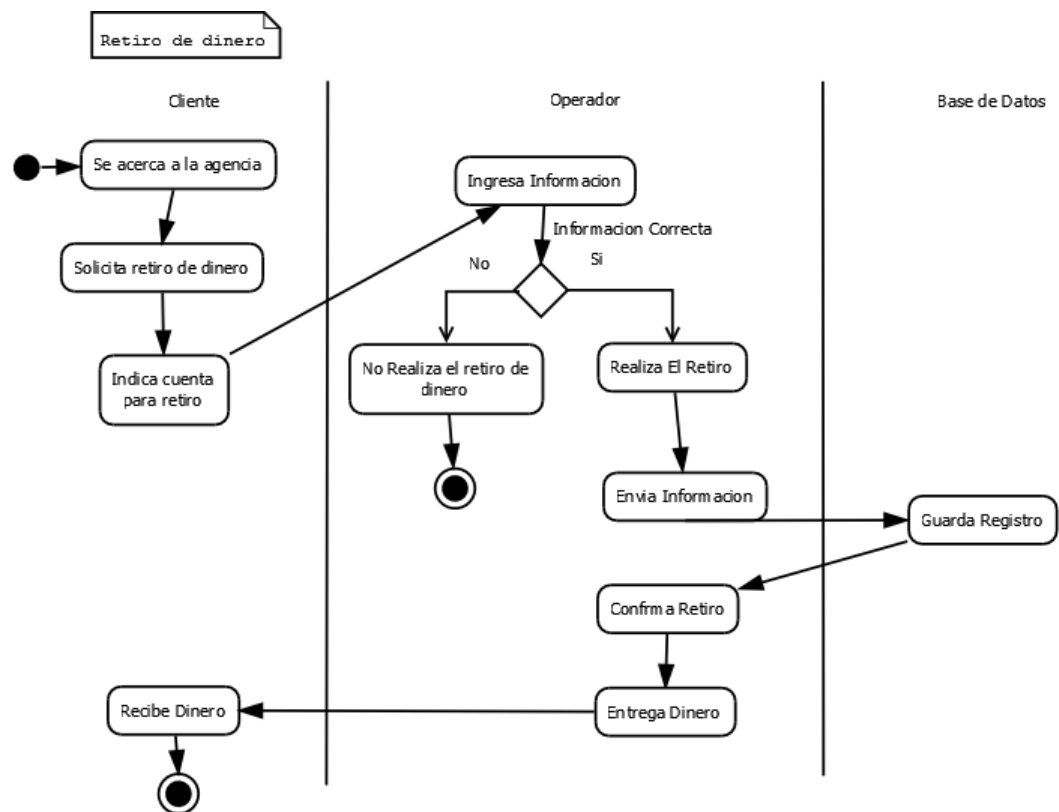 Retiro de dinero
Cliente
Operador
Base de Datos
Se acerca a la agencia
Ingresa Informacion
Informacion Correcta
Solicita retiro de dinero
No
Si
Indica cuenta
para retiro
No Realiza el retiro de
dinero
Realiza El Retiro
Envia Informacion
Guarda Registro
Confrma Retiro
Recibe Dinero
Entrega Dinero